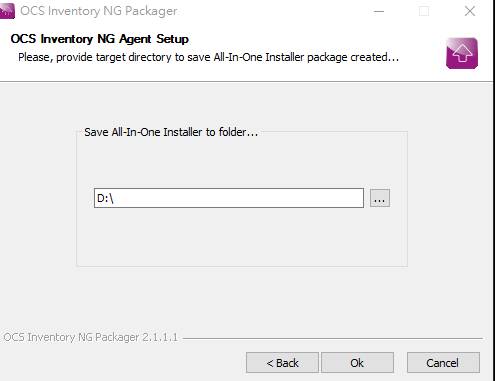 OCS Inventory NG Packager
OCS Inventory NG Agent Setup
Please, provide target directory to save All-In-One Installer package created...
Save All-In-One Installer to folder...
D:\
...
OCS Inventory NG Packager 2.1.1.1
< Back
Ok
Cancel